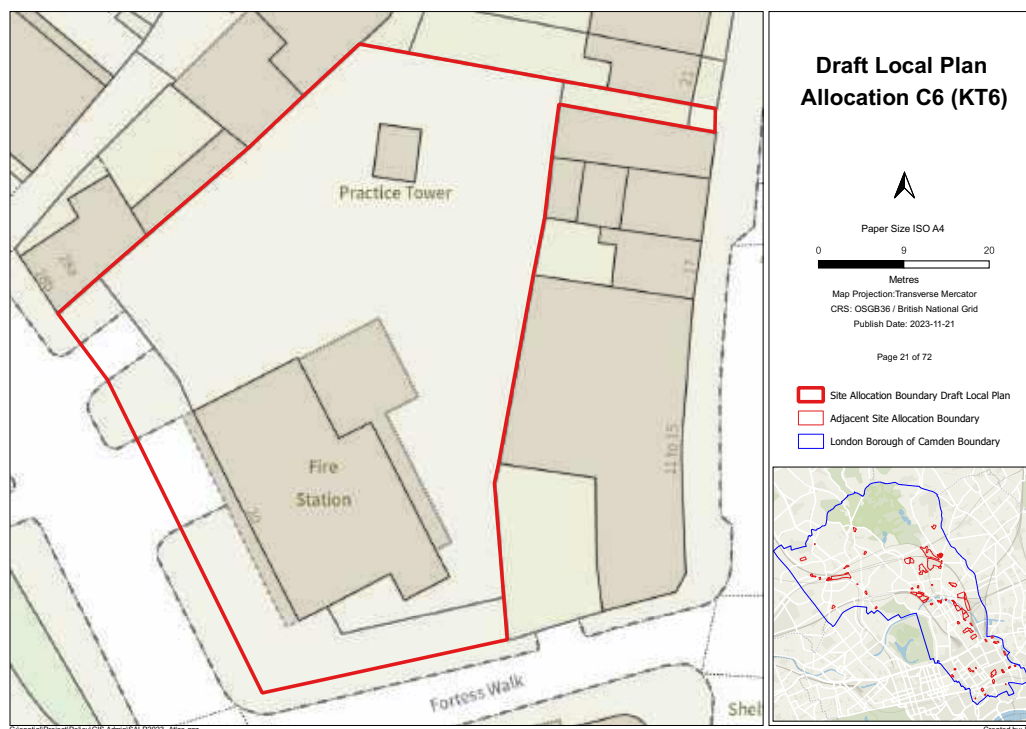 Draft Local Plan
Allocation C6 (KT6)
Paper Size ISO A4
0 9 20
Metres
Map Projection:Transverse Mercator
CRS: OSGB36 / British National Grid
Publish Date: 2023-11-21
Page 21 of 72
Site Allocation Boundary Draft Local Plan
Adjacent Site Allocation Boundary
London Borough of Camden Boundary
21
Practice Tower
17
Fire
Station
20
11 to 15
Fortess Walk
Shel